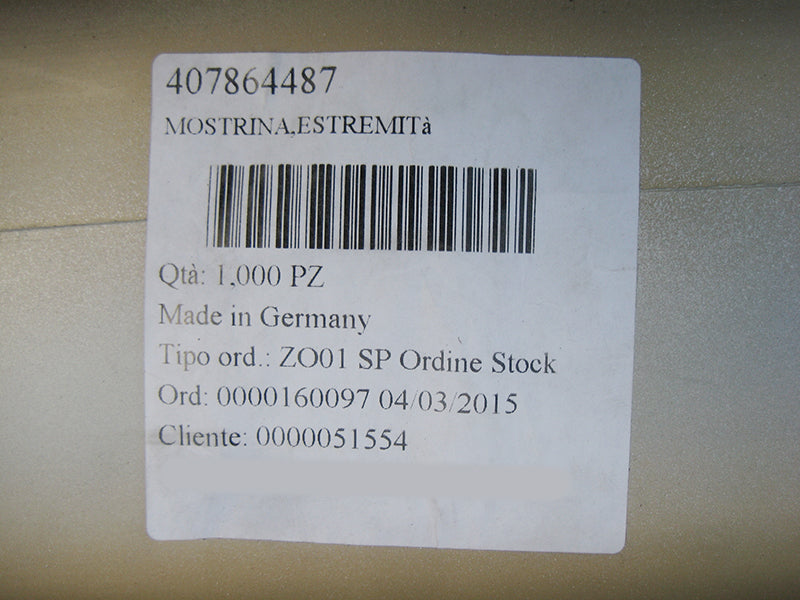 407864487
MOSTRINA,ESTREMITà
Qtà: 1,000 PZ
Made in Germany
Tipo ord.: ZO01 SP Ordine Stock
Ord: 0000160097 04/03/2015
Cliente: 0000051554